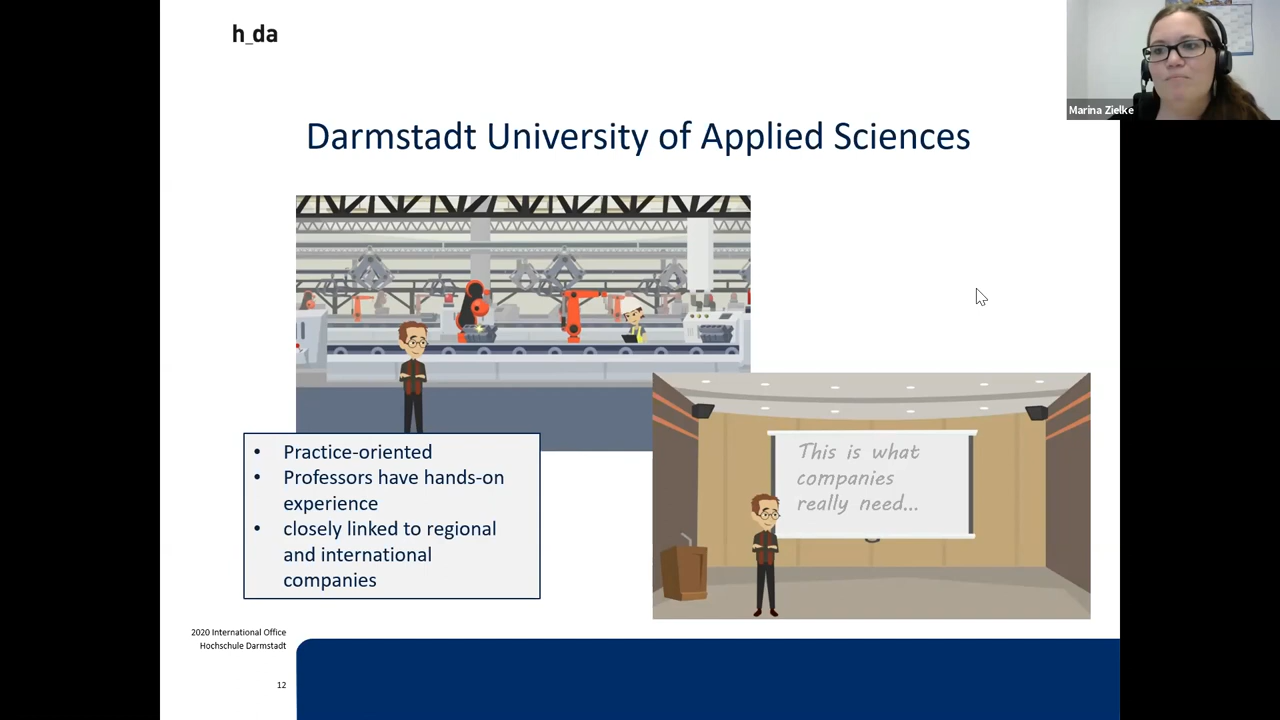 h_da
Marina Zielke
Darmstadt University of Applied Sciences
This is what
companies
really need...
• Practice-oriented
• Professors have hands-on
experience
• closely linked to regional
and international
companies
2020 International Office
Hochschule Darmstadt
12